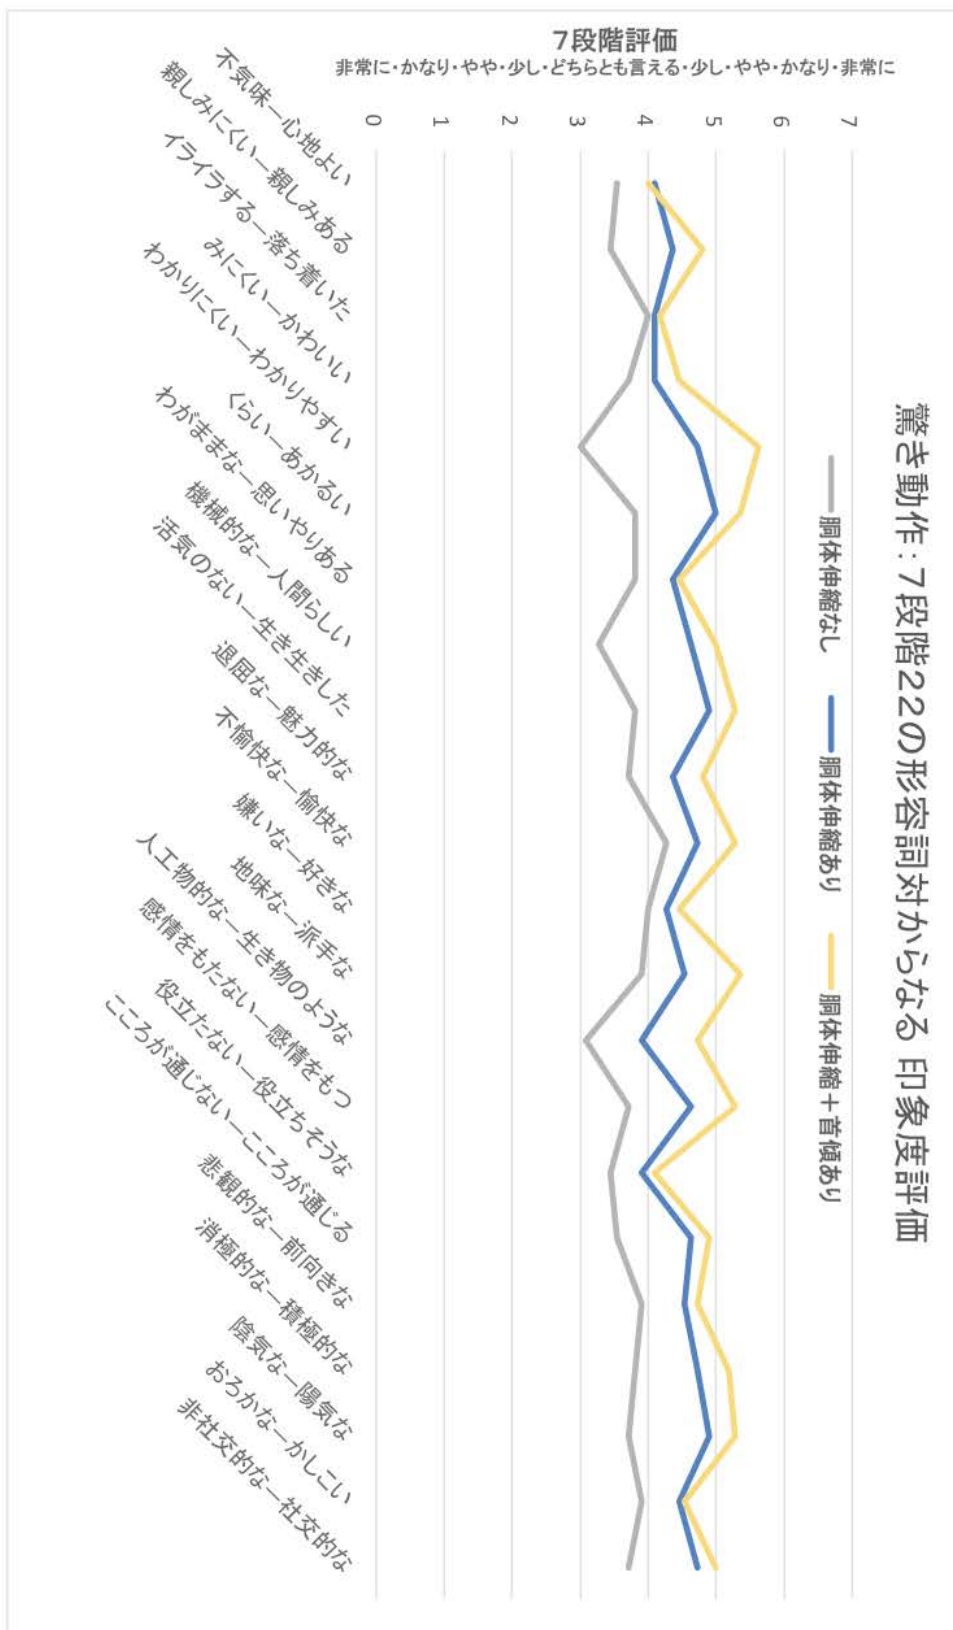 驚き動作：７段階２２の形容詞対からなる 印象度評価
胴体伸縮なし
胴体伸縮あり
胴体伸縮＋首傾あり
7段階評価
非常に・かなり・やや・少し・どちらとも言える・少し・やや・かなり・非常に
7
6
5
4
3
2
1
0
不気味ー心地よい
親しみにくいー親しみある
イライラするー落ち着いた
みにくいーかわいい
わかりにくいーわかりやすい
くらいーあかるい
わがままなー思いやりある
機械的なー人間らしい
活気のないー生き生きした
退屈なー魅力的な
不愉快なー愉快な
嫌いなー好きな
地味なー派手な
人工物的なー生き物のような
感情をもたないー感情をもつ
役立たないー役立ちそうな
こころが通じないーこころが通じる
悲観的なー前向きな
消極的なー積極的な
陰気なー陽気な
おろかなーかしこい
非社交的なー社交的な